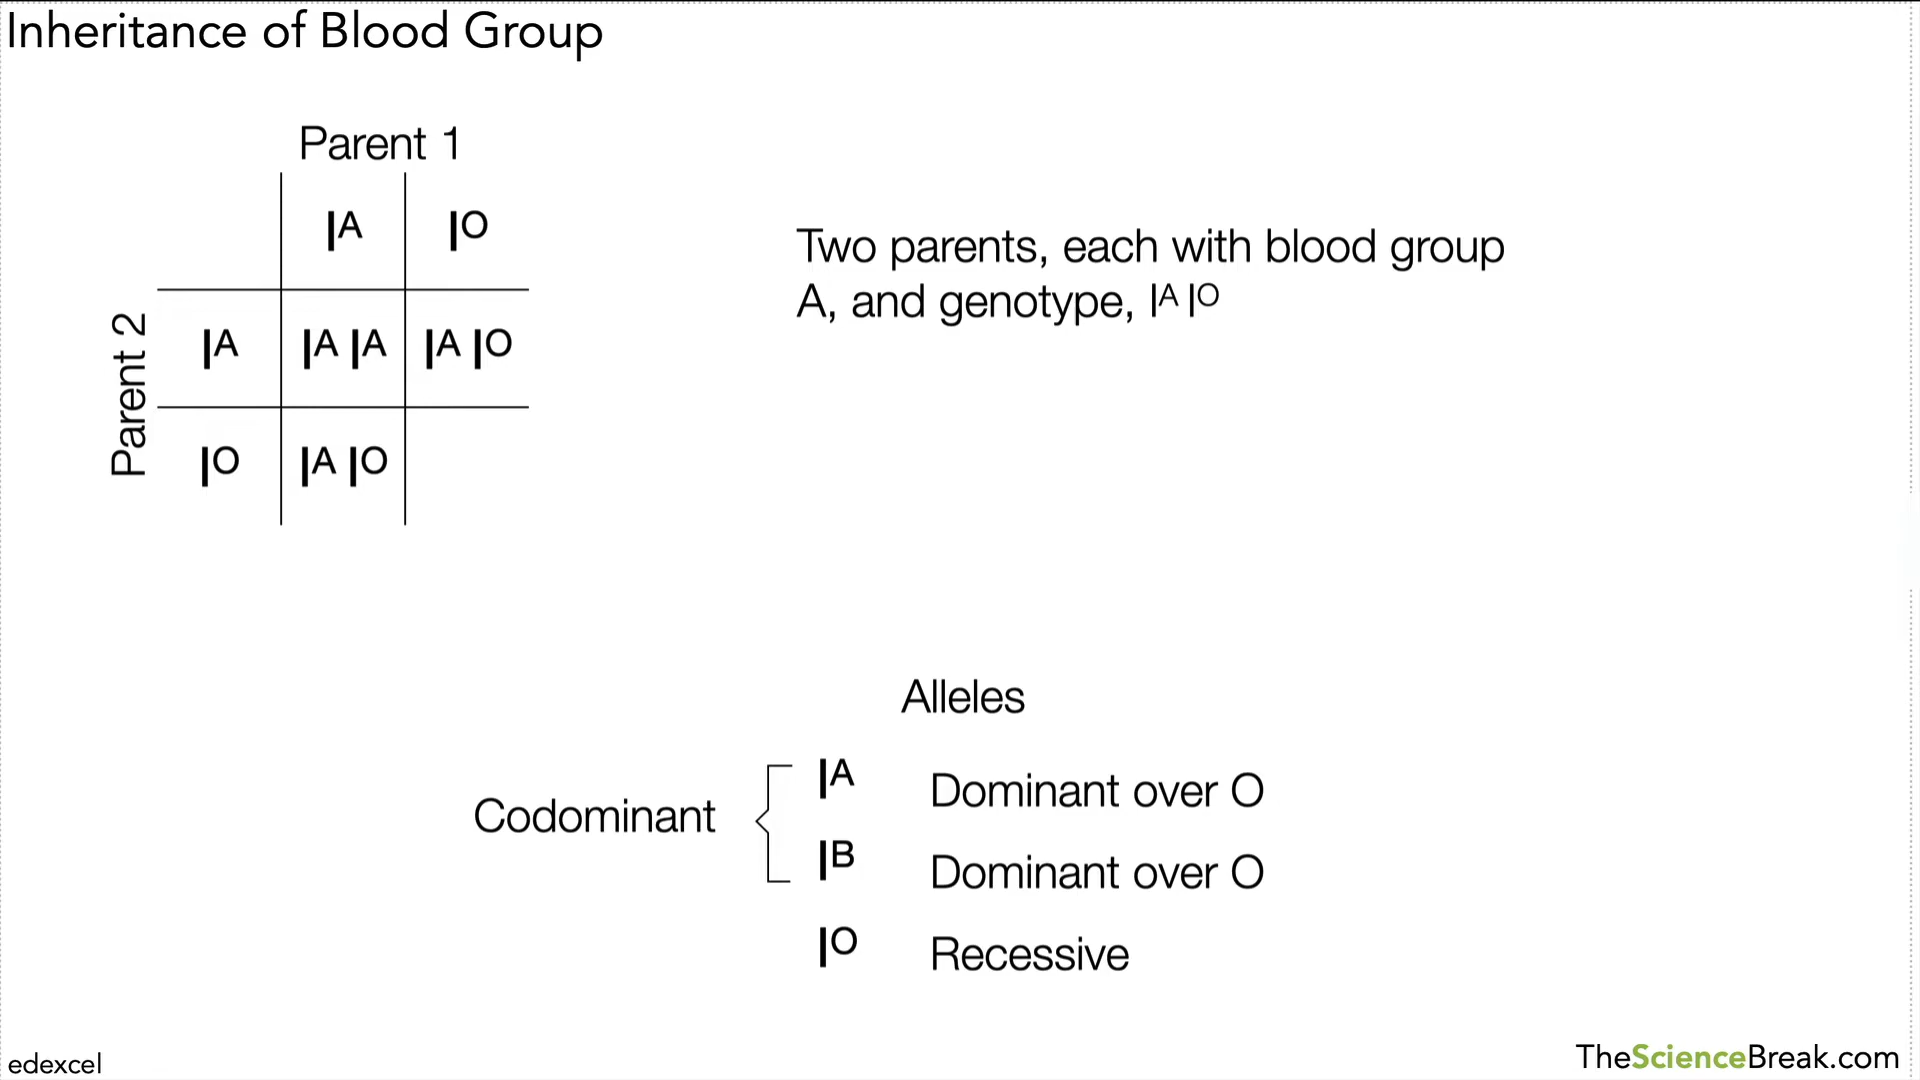 Inheritance of Blood Group
Parent 1
Iᴬ Iᴼ
Parent 2
Iᴬ IᴬIᴬ IᴬIᴼ
Iᴼ IᴬIᴼ
Two parents, each with blood group
A, and genotype, IᴬIᴼ
Alleles
Codominant
Iᴬ Dominant over O
Iᴮ Dominant over O
Iᴼ Recessive
edexcel
TheScienceBreak.com